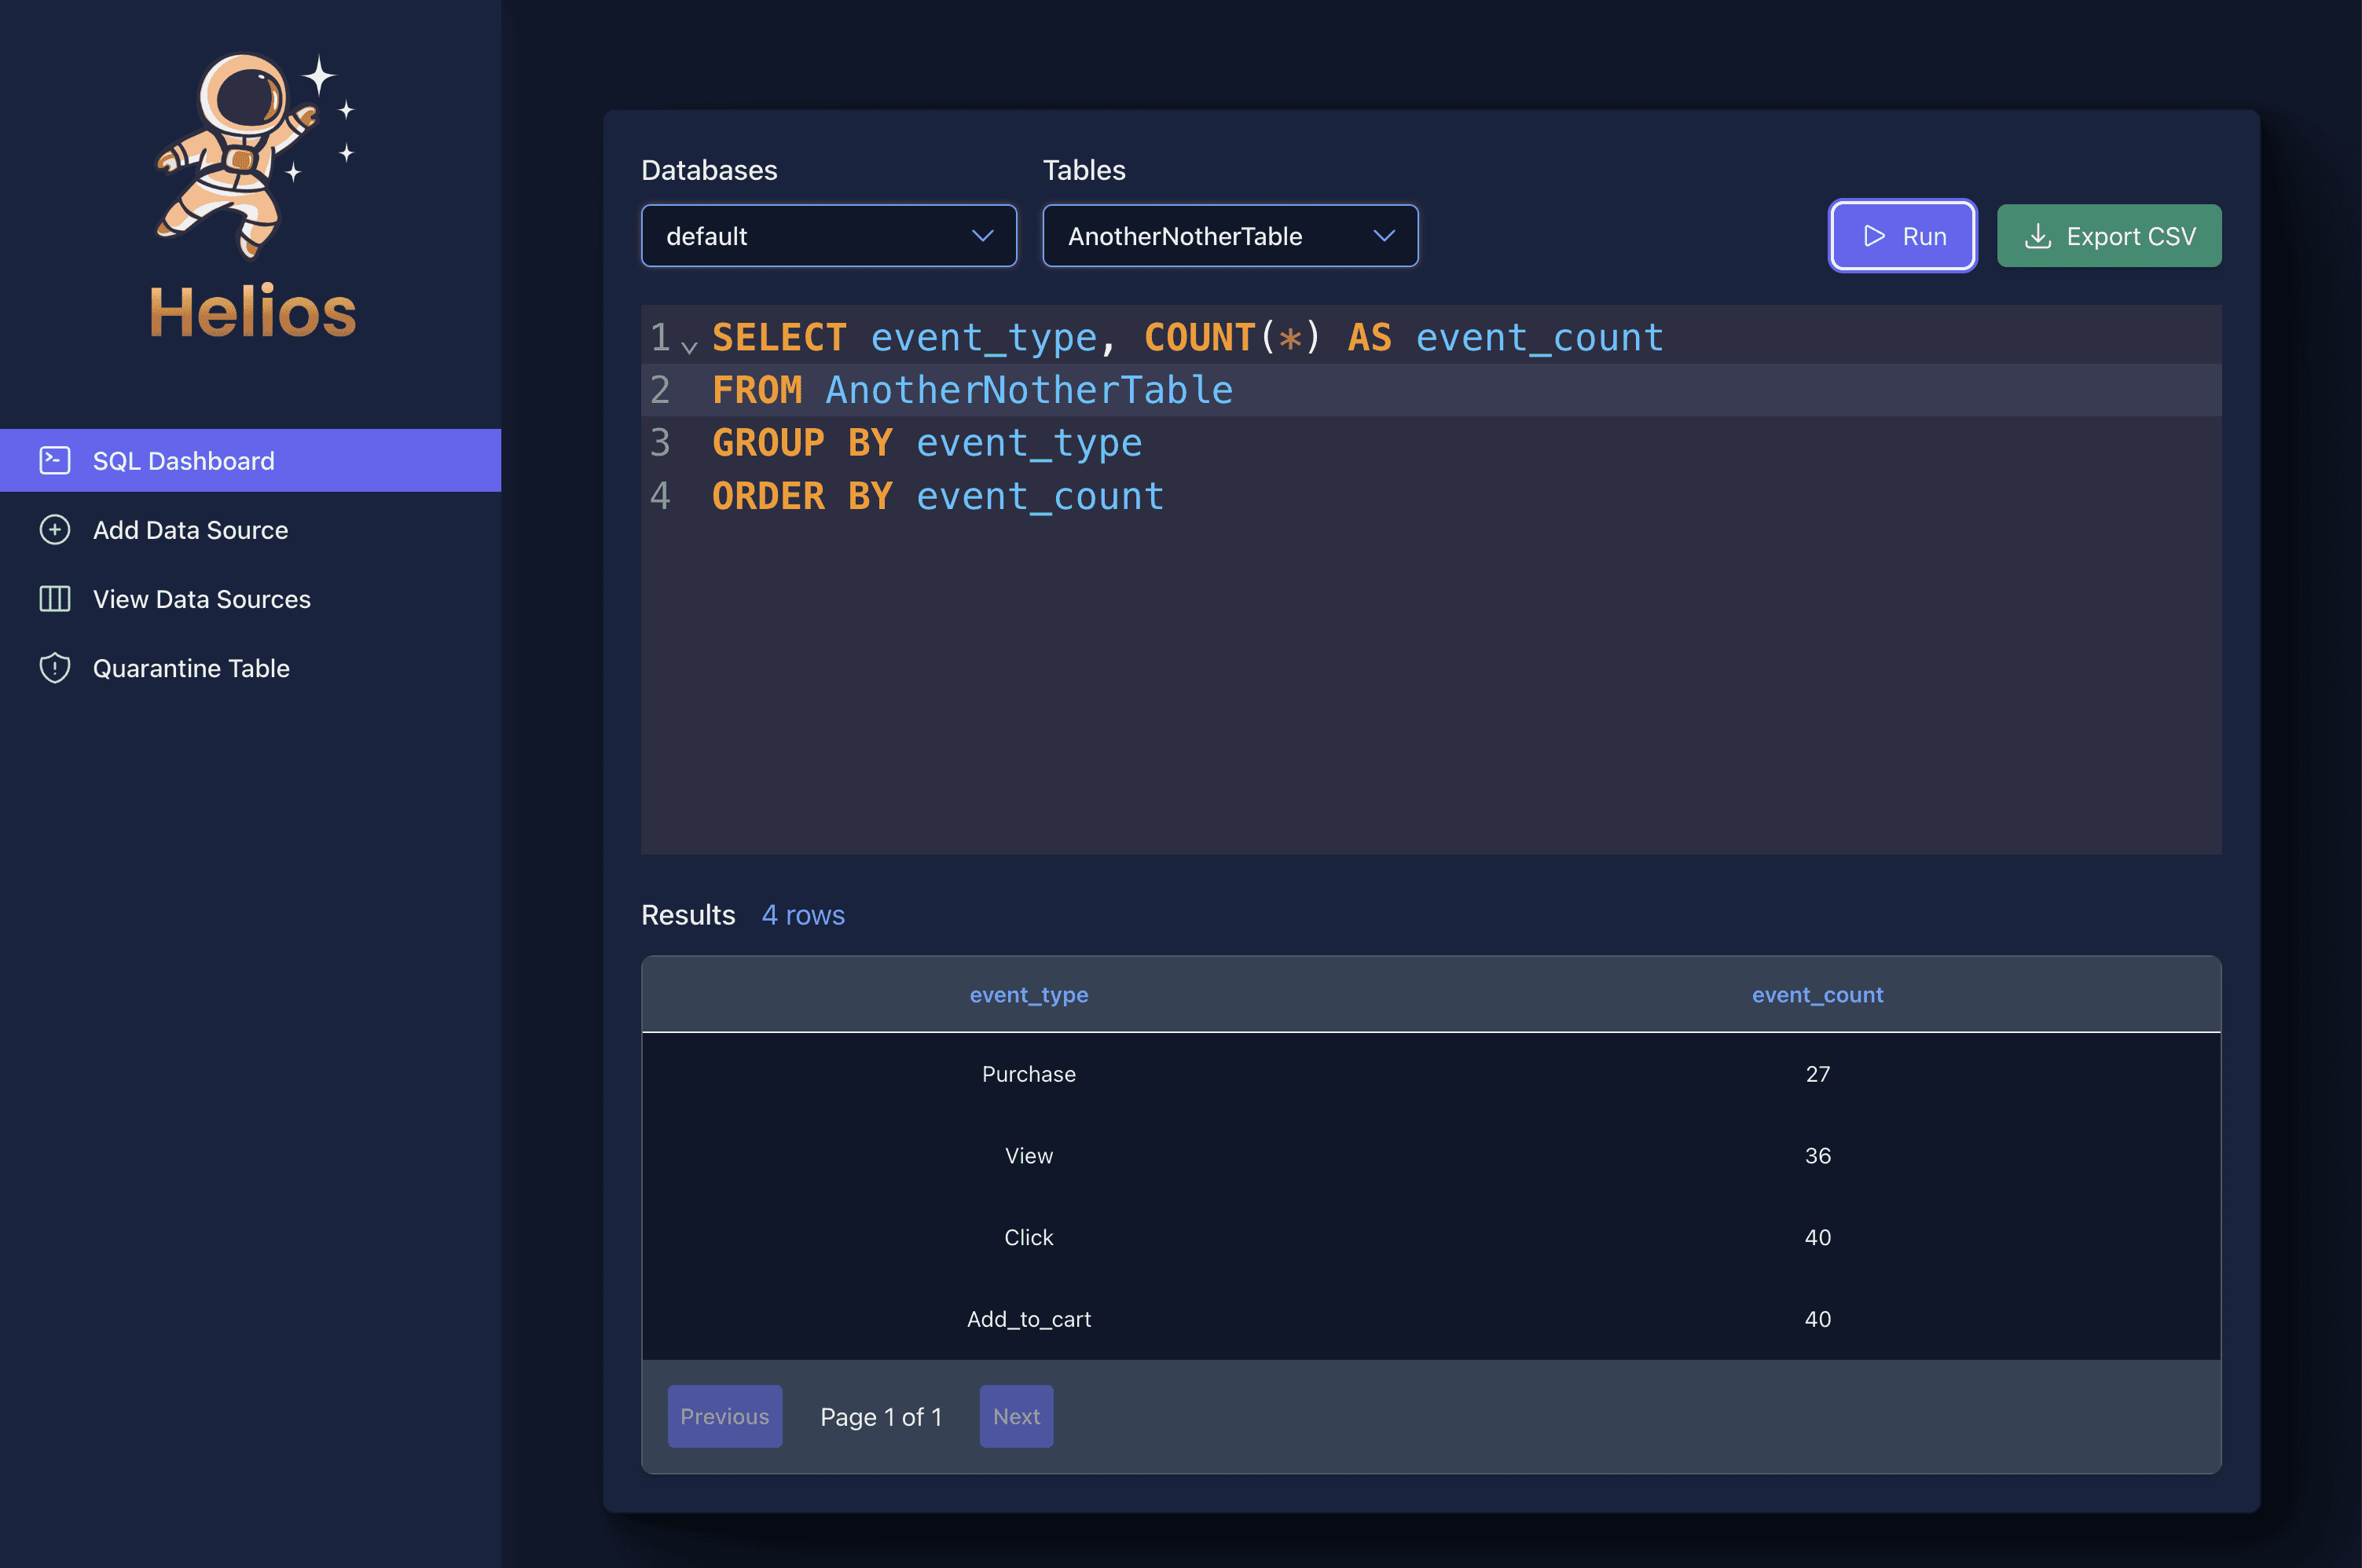 Helios
SQL Dashboard
Add Data Source
View Data Sources
Quarantine Table
Databases Tables
default AnotherNotherTable Run Export CSV
1 SELECT event_type, COUNT(*) AS event_count
2 FROM AnotherNotherTable
3 GROUP BY event_type
4 ORDER BY event_count
Results 4 rows
event_type event_count
Purchase 27
View 36
Click 40
Add_to_cart 40
Previous Page 1 of 1 Next